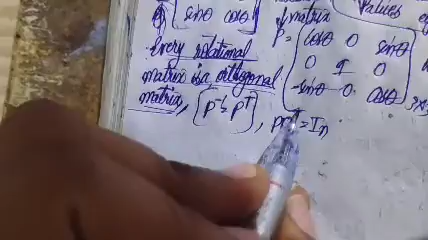 sinθ cosθ
matrix
Values
Every rotational
matrix is a orthogonal
matrix, [P⁻¹ = Pᵀ], PPᵀ = Iₙ
P =
cosθ 0 sinθ
0 1 0
-sinθ 0 cosθ